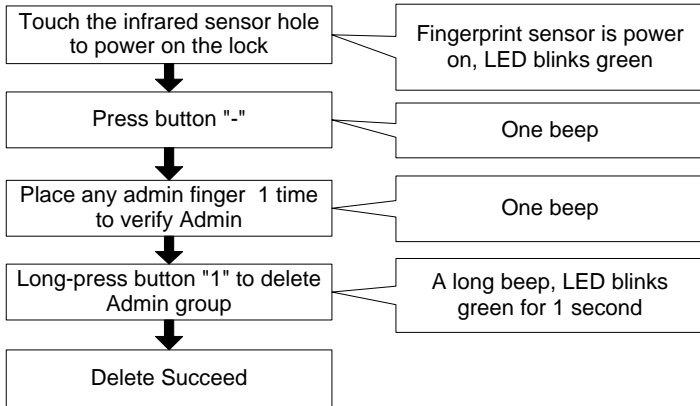 Touch the infrared sensor hole
to power on the lock
Fingerprint sensor is power
on, LED blinks green
Press button "-"
One beep
Place any admin finger  1 time
to verify Admin
One beep
Long-press button "1" to delete
Admin group
A long beep, LED blinks
green for 1 second
Delete Succeed